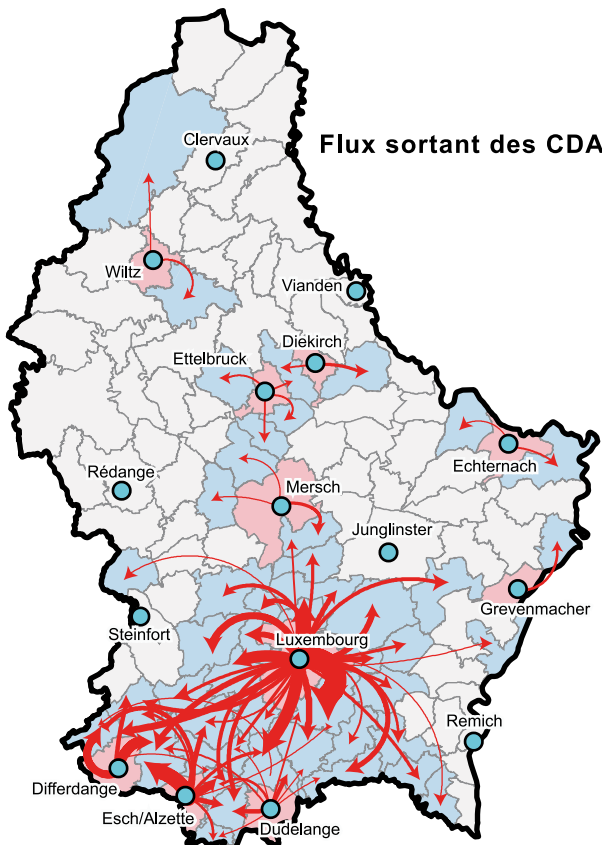 Clervaux
Flux sortant des CDA
Wiltz
Vianden
Diekirch
Ettelbruck
Echternach
Rédange
Mersch
Junglinster
Grevenmacher
Steinfort
Luxembourg
Remich
Differdange
Esch/Alzette
Dudelange